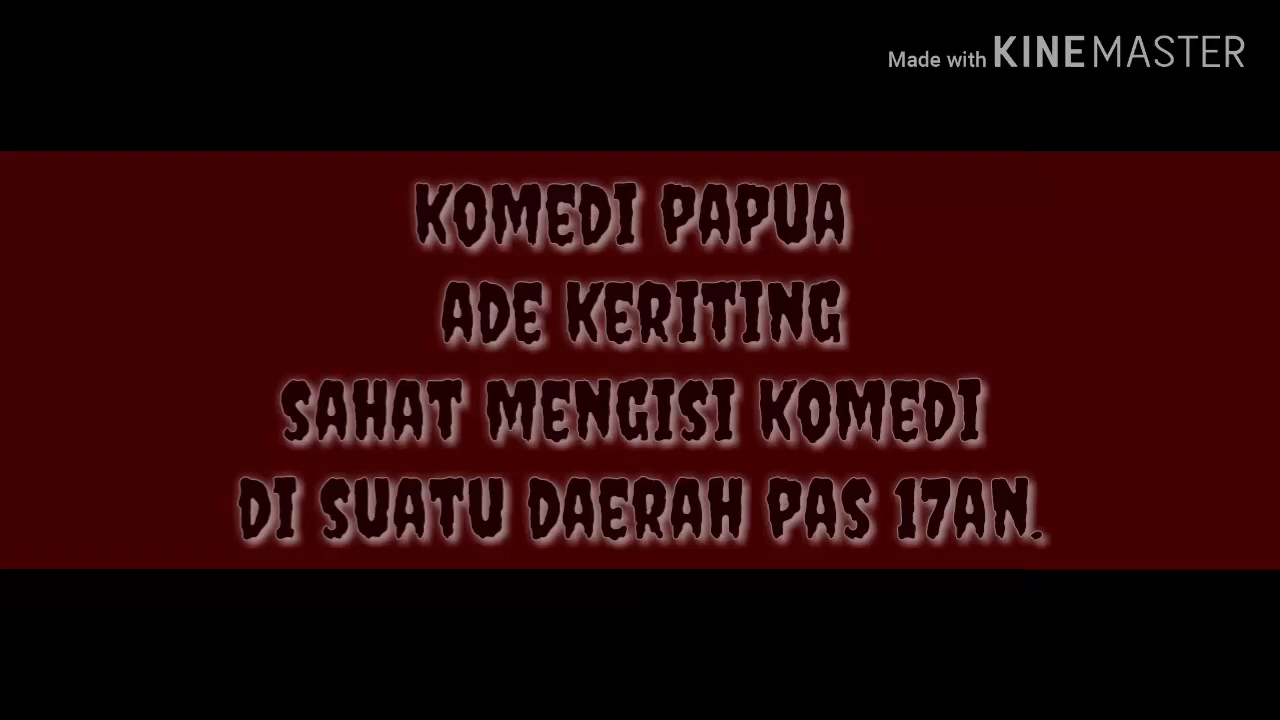 Made with KINEMASTER
KOMEDI PAPUA
ADE KERITING
SAHAT MENGISI KOMEDI
DI SUATU DAERAH PAS 17AN.